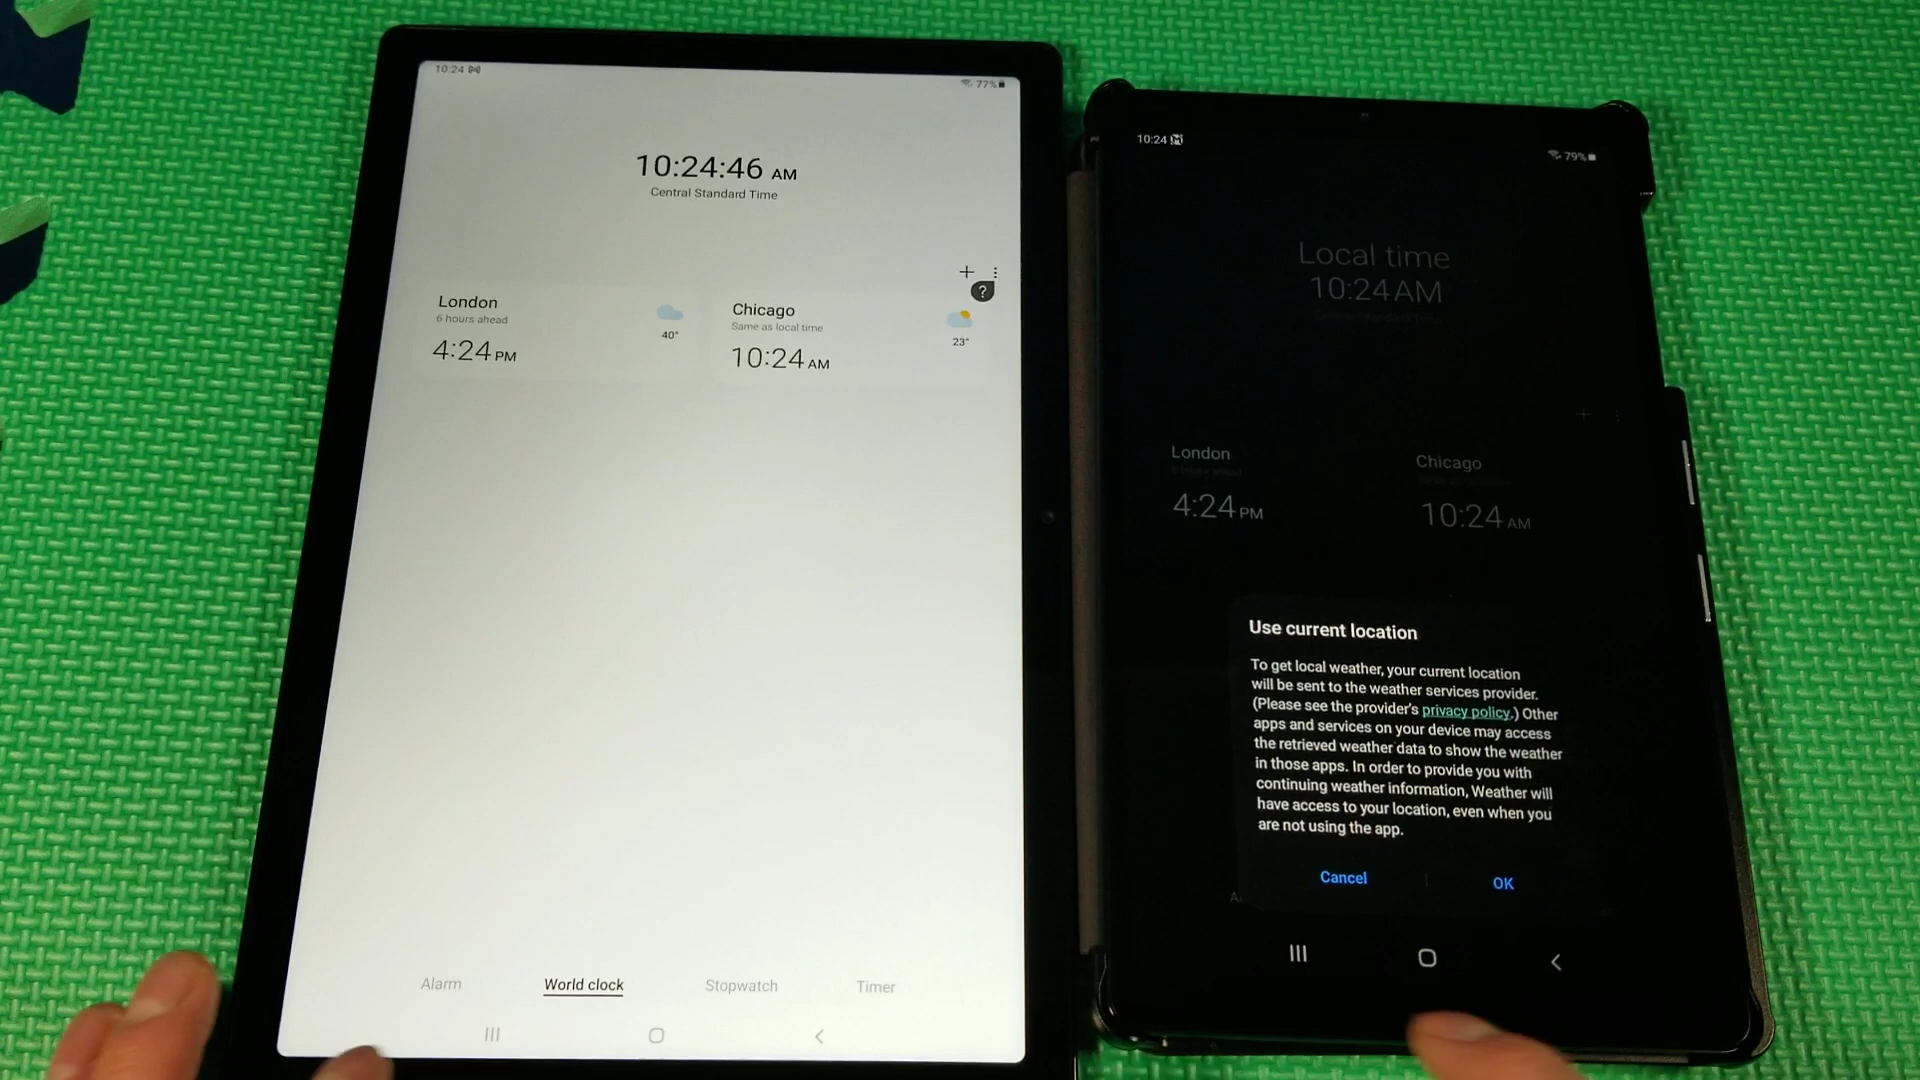 10:24
77%
10:24:46 AM
Central Standard Time
?
London
6 hours ahead
40°
4:24 PM
Chicago
Same as local time
23°
10:24 AM
Alarm
World clock
Stopwatch
Timer
10:24
79%
Local time
10:24 AM
London
4:24 PM
Chicago
10:24 AM
Use current location
To get local weather, your current location
will be sent to the weather services provider.
(Please see the provider's privacy policy.) Other
apps and services on your device may access
the retrieved weather data to show the weather
in those apps. In order to provide you with
continuing weather information, Weather will
have access to your location, even when you
are not using the app.
Cancel
OK